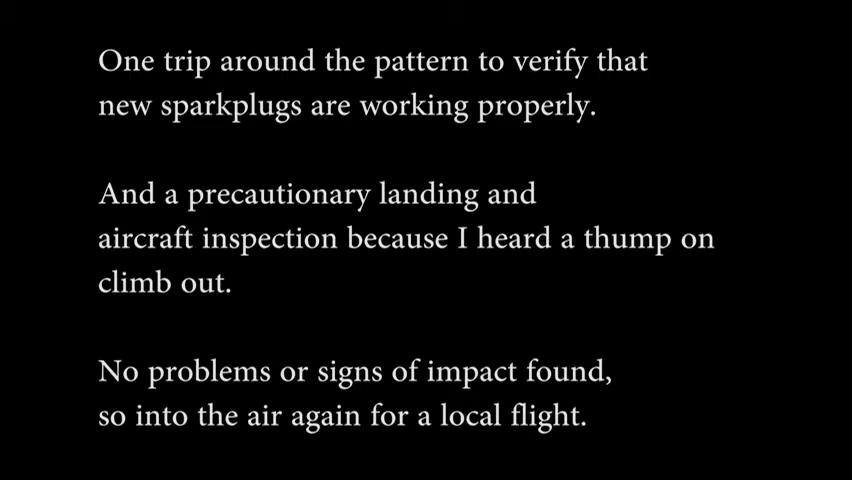 One trip around the pattern to verify that
new sparkplugs are working properly.
And a precautionary landing and
aircraft inspection because I heard a thump on
climb out.
No problems or signs of impact found,
so into the air again for a local flight.